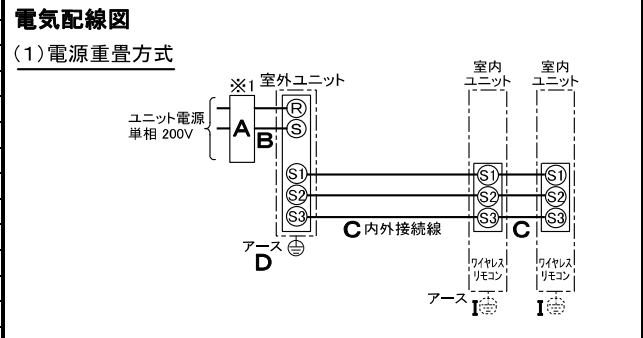 電気配線図
(1)電源重畳方式
※1
室外ユニット
室内
ユニット
室内
ユニット
ユニット電源
単相 200V
A
B
R
S
S1
S2
S3
S1
S2
S3
S1
S2
S3
C内外接続線
C
アース
D
ワイヤレス
リモコン
ワイヤレス
リモコン
アース
I
I